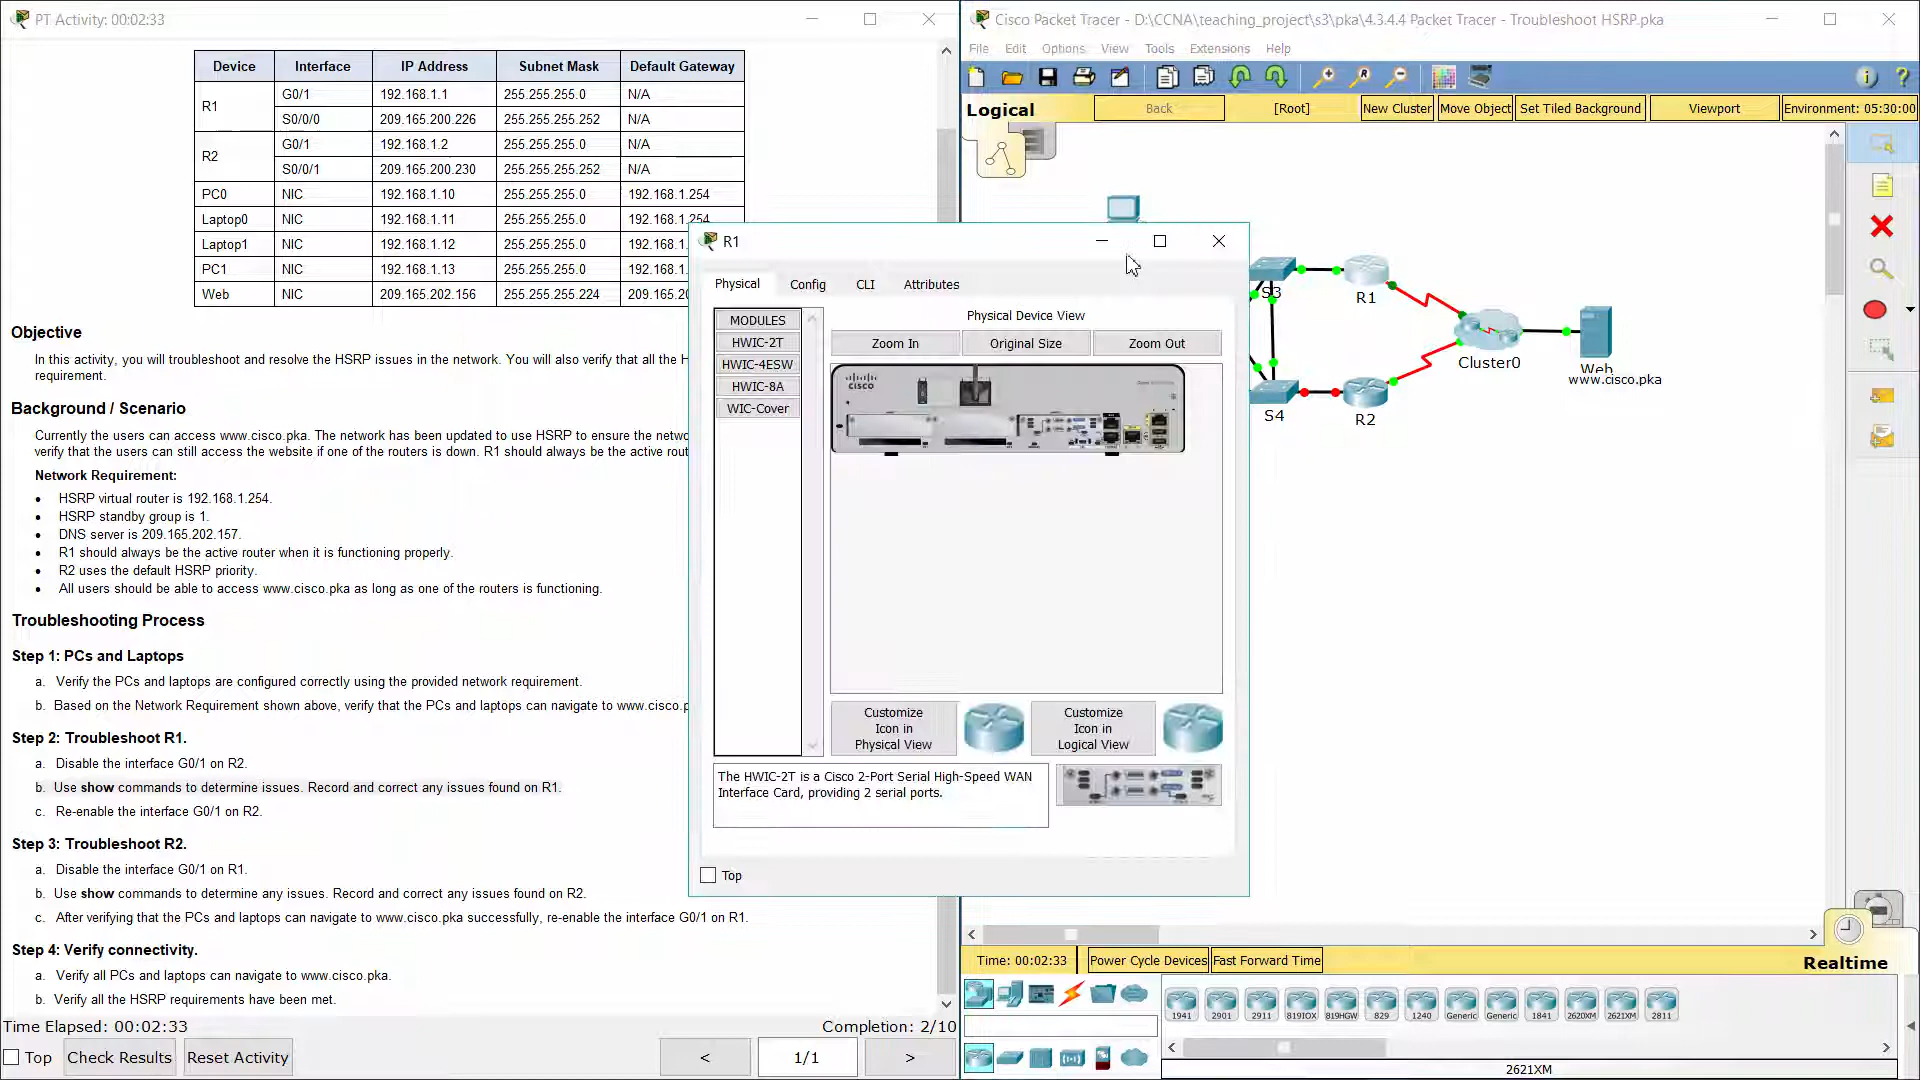 PT Activity: 00:02:33
Device Interface IP Address Subnet Mask Default Gateway
R1 G0/1 192.168.1.1 255.255.255.0 N/A
S0/0/0 209.165.200.226 255.255.255.252 N/A
R2 G0/1 192.168.1.2 255.255.255.0 N/A
S0/0/1 209.165.200.230 255.255.255.252 N/A
PC0 NIC 192.168.1.10 255.255.255.0 192.168.1.254
Laptop0 NIC 192.168.1.11 255.255.255.0 192.168.1.254
Laptop1 NIC 192.168.1.12 255.255.255.0 192.168.1.
PC1 NIC 192.168.1.13 255.255.255.0 192.168.1.
Web NIC 209.165.202.156 255.255.255.224 209.165.20
Objective
In this activity, you will troubleshoot and resolve the HSRP issues in the network. You will also verify that all the H
requirement.
Background / Scenario
Currently the users can access www.cisco.pka. The network has been updated to use HSRP to ensure the netwo
verify that the users can still access the website if one of the routers is down. R1 should always be the active rout
Network Requirement:
• HSRP virtual router is 192.168.1.254.
• HSRP standby group is 1.
• DNS server is 209.165.202.157.
• R1 should always be the active router when it is functioning properly.
• R2 uses the default HSRP priority.
• All users should be able to access www.cisco.pka as long as one of the routers is functioning.
Troubleshooting Process
Step 1: PCs and Laptops
a. Verify the PCs and laptops are configured correctly using the provided network requirement.
b. Based on the Network Requirement shown above, verify that the PCs and laptops can navigate to www.cisco.p
Step 2: Troubleshoot R1.
a. Disable the interface G0/1 on R2.
b. Use show commands to determine issues. Record and correct any issues found on R1.
c. Re-enable the interface G0/1 on R2.
Step 3: Troubleshoot R2.
a. Disable the interface G0/1 on R1.
b. Use show commands to determine any issues. Record and correct any issues found on R2.
c. After verifying that the PCs and laptops can navigate to www.cisco.pka successfully, re-enable the interface G0/1 on R1.
Step 4: Verify connectivity.
a. Verify all PCs and laptops can navigate to www.cisco.pka.
b. Verify all the HSRP requirements have been met.
Time Elapsed: 00:02:33 Completion: 2/10
Top Check Results Reset Activity < 1/1 >
R1
Physical Config CLI Attributes
MODULES
HWIC-2T
HWIC-4ESW
HWIC-8A
WIC-Cover
Physical Device View
Zoom In Original Size Zoom Out
cisco
Customize
Icon in
Physical View
Customize
Icon in
Logical View
The HWIC-2T is a Cisco 2-Port Serial High-Speed WAN
Interface Card, providing 2 serial ports.
Top
Cisco Packet Tracer - D:\CCNA\teaching_project\s3\pka\4.3.4.4 Packet Tracer - Troubleshoot HSRP.pka
File Edit Options View Tools Extensions Help
Logical Back [Root] New Cluster Move Object Set Tiled Background Viewport Environment: 05:30:00
S3
R1
Cluster0
Web
www.cisco.pka
S4
R2
Time: 00:02:33 Power Cycle Devices Fast Forward Time
Realtime
1941 2901 2911 819IOX 819HGW 829 1240 Generic Generic 1841 2620XM 2621XM 2811
2621XM